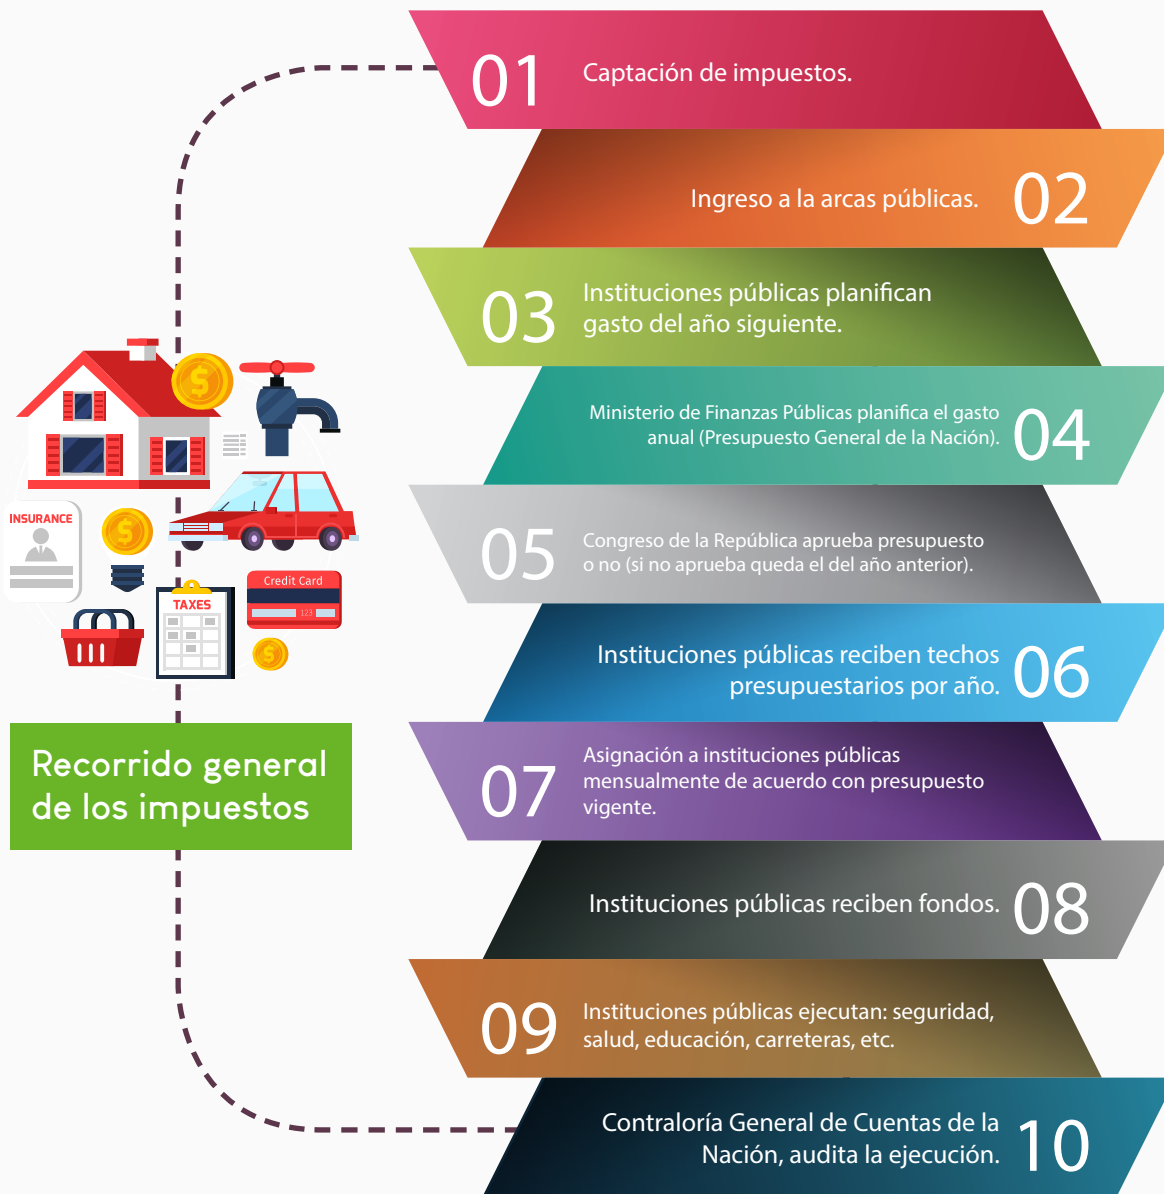 01
Captación de impuestos.
Ingreso a la arcas públicas.
02
03
Instituciones públicas planifican
gasto del año siguiente.
Ministerio de Finanzas Públicas planifica el gasto
anual (Presupuesto General de la Nación).
04
05
Congreso de la República aprueba presupuesto
o no (si no aprueba queda el del año anterior).
Instituciones públicas reciben techos
presupuestarios por año.
06
07
Asignación a instituciones públicas
mensualmente de acuerdo con presupuesto
vigente.
Instituciones públicas reciben fondos.
08
09
Instituciones públicas ejecutan: seguridad,
salud, educación, carreteras, etc.
Contraloría General de Cuentas de la
Nación, audita la ejecución.
10
INSURANCE
Credit Card
123
TAXES
Recorrido general
de los impuestos